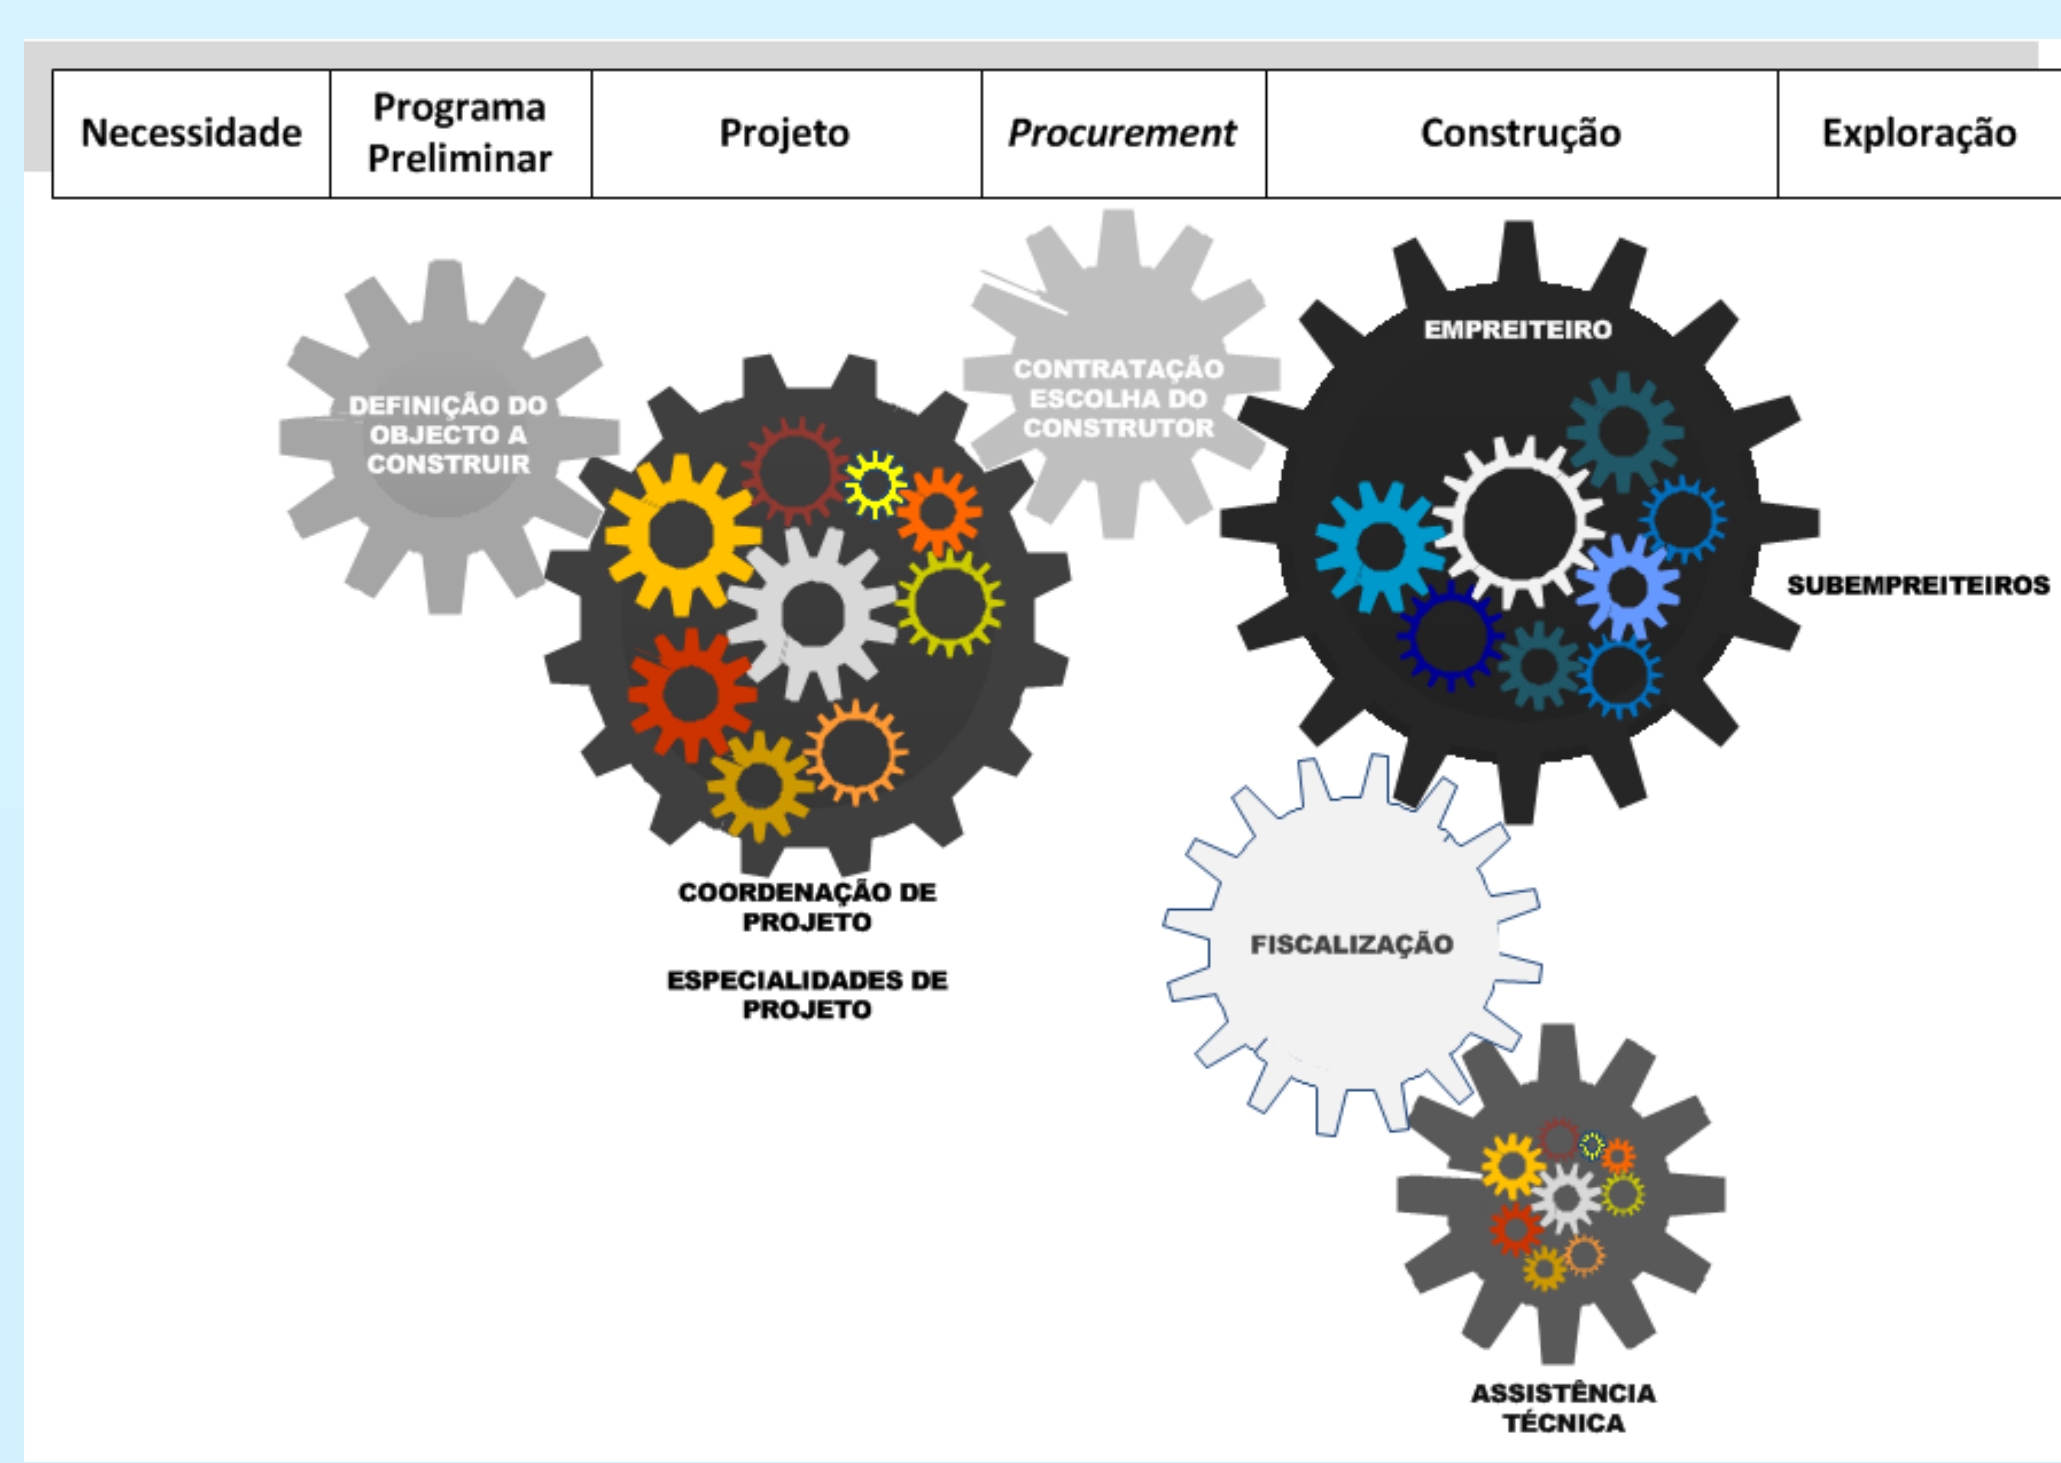 Necessidade
Programa
Preliminar
Projeto
Procurement
Construção
Exploração
DEFINIÇÃO DO
OBJECTO A
CONSTRUIR
CONTRATAÇÃO
ESCOLHA DO
CONSTRUTOR
EMPREITEIRO
SUBEMPREITEIROS
COORDENAÇÃO DE
PROJETO
ESPECIALIDADES DE
PROJETO
FISCALIZAÇÃO
ASSISTÊNCIA
TÉCNICA